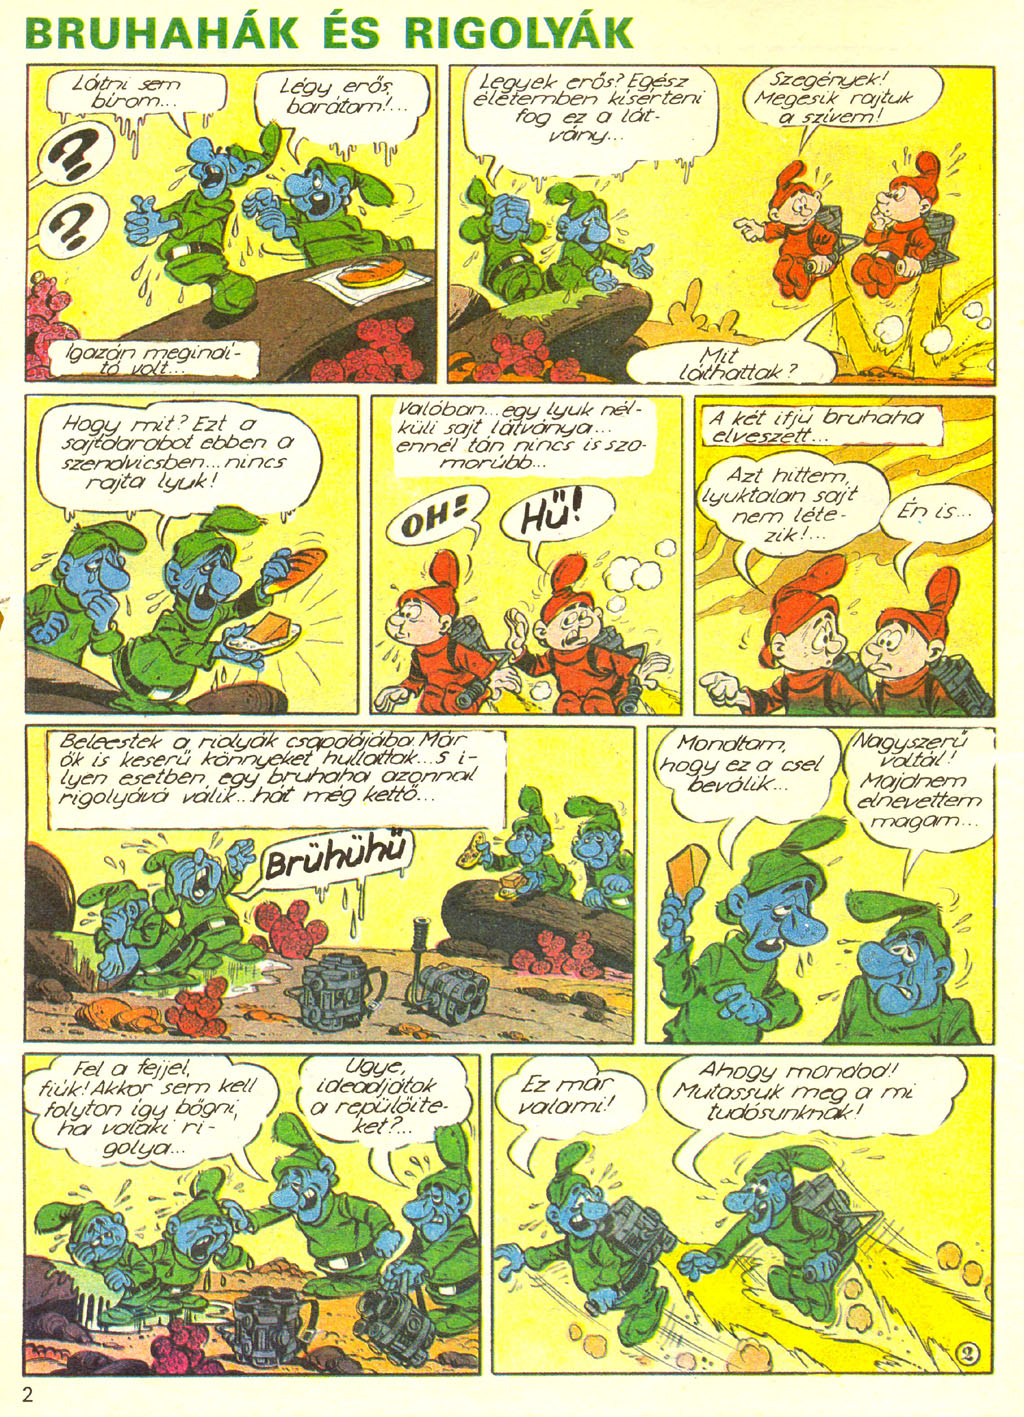 BRUHAHÁK ÉS RIGOLYÁK
Látni sem
bírom...
Légy erős,
barátom!...
?
?
Igazán megindí-
tó volt...
Legyek erős? Egész
életemben kísérteni
fog ez a lát-
vány...
Szegények!
Megesik rajtuk
a szívem!
Mit
láthattak?
Hogy mit? Ezt a
sajtdarabot ebben a
szendvicsben...nincs
rajta lyuk!
Valóban...egy lyuk nél-
küli sajt látványa...
ennél tán nincs is szo-
morúbb...
OH!
Hű!
A két ifjú bruhaha
elveszett...
Azt hittem,
lyuktalan sajt
nem léte-
zik!...
Én is...
Beleestek a riolyák csapdájába. Már
ők is keserű könnyeket hullattak...S i-
lyen esetben egy bruhaha azonnal
rigolyává válik...hát még kettő...
Brühühű
Mondtam,
hogy ez a csel
beválik...
Nagyszerű
voltál!
Majdnem
elnevettem
magam...
Fel a fejjel,
fiúk! Akkor sem kell
folyton így bőgni,
ha valaki ri-
golya...
Ugye,
ideadjátok
a repülőite-
ket?...
Ez már
valami!
Ahogy mondod!
Mutassuk meg a mi
tudósunknak!
2
2